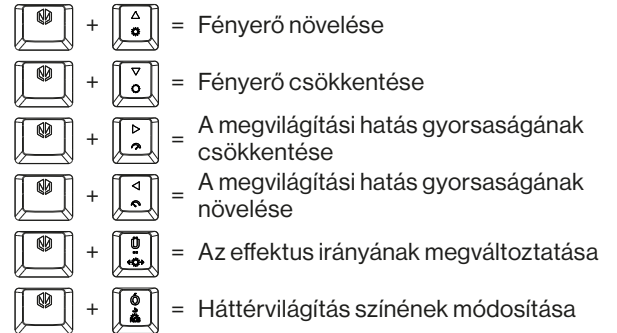 + = Fényerő növelése
+ = Fényerő csökkentése
+ = A megvilágítási hatás gyorsaságának
csökkentése
+ = A megvilágítási hatás gyorsaságának
növelése
+ Ü = Az effektus irányának megváltoztatása
+ Ó = Háttérvilágítás színének módosítása